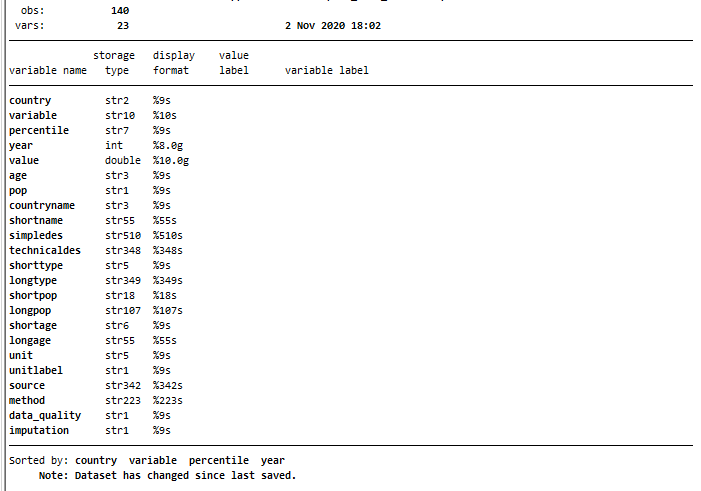 obs: 140
vars: 23 2 Nov 2020 18:02
storage display value
variable name type format label variable label
country str2 %9s
variable str10 %10s
percentile str7 %9s
year int %8.0g
value double %10.0g
age str3 %9s
pop str1 %9s
countryname str3 %9s
shortname str55 %55s
simpledes str510 %510s
technicaldes str348 %348s
shorttype str5 %9s
longtype str349 %349s
shortpop str18 %18s
longpop str107 %107s
shortage str6 %9s
longage str55 %55s
unit str5 %9s
unitlabel str1 %9s
source str342 %342s
method str223 %223s
data_quality str1 %9s
imputation str1 %9s
Sorted by: country variable percentile year
Note: Dataset has changed since last saved.